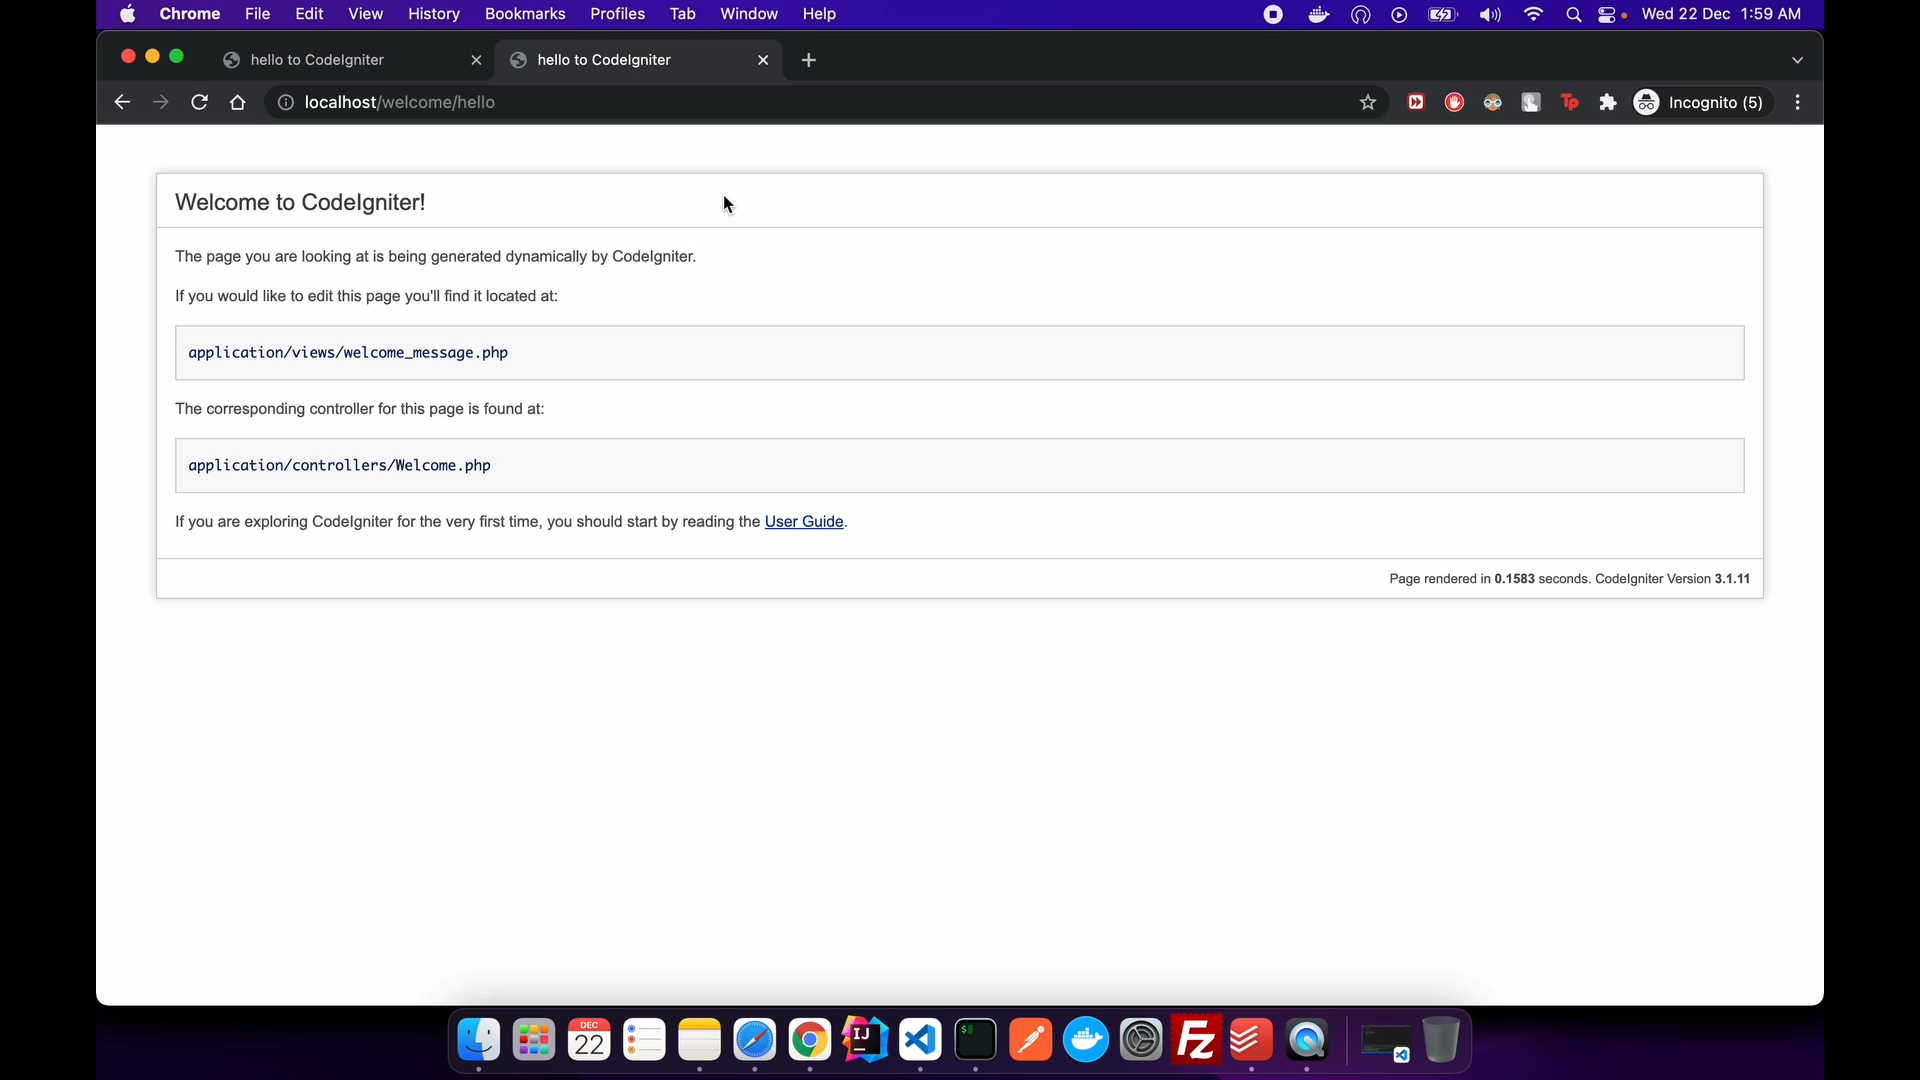 Chrome File Edit View History Bookmarks Profiles Tab Window Help Wed 22 Dec 1:59 AM
hello to CodeIgniter hello to CodeIgniter
localhost/welcome/hello Tp Incognito (5)
Welcome to CodeIgniter!
The page you are looking at is being generated dynamically by CodeIgniter.
If you would like to edit this page you'll find it located at:
application/views/welcome_message.php
The corresponding controller for this page is found at:
application/controllers/Welcome.php
If you are exploring CodeIgniter for the very first time, you should start by reading the User Guide.
Page rendered in 0.1583 seconds. CodeIgniter Version 3.1.11
DEC
22
IJ
$
Fz